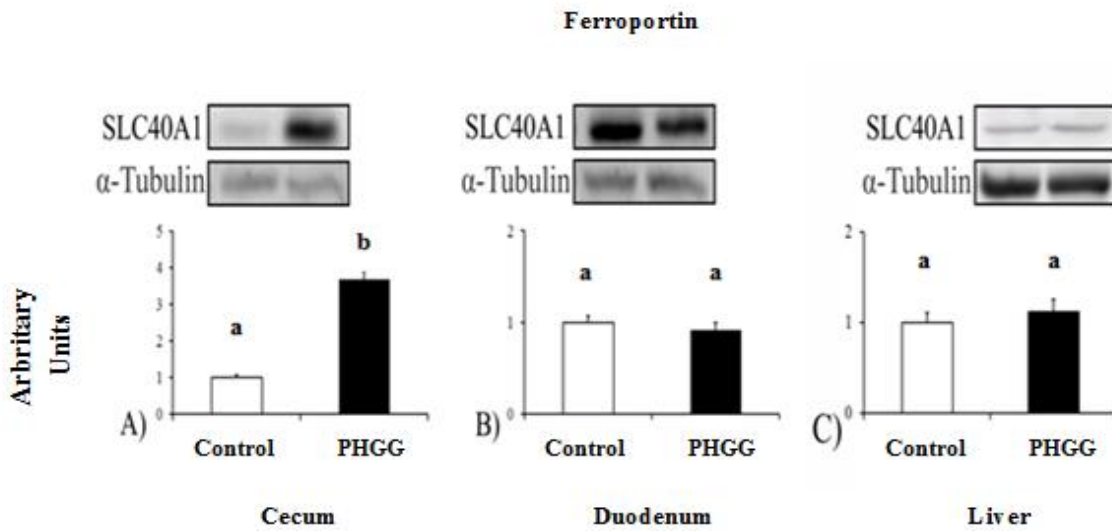 Ferroportin
SLC40A1
α-Tubulin
SLC40A1
α-Tubulin
SLC40A1
α-Tubulin
Arbritary
Units
5
4
3
2
1
0
a
b
A)
Control PHGG
Cecum
2
1
0
a a
B)
Control PHGG
Duodenum
2
1
0
a a
C)
Control PHGG
Liver